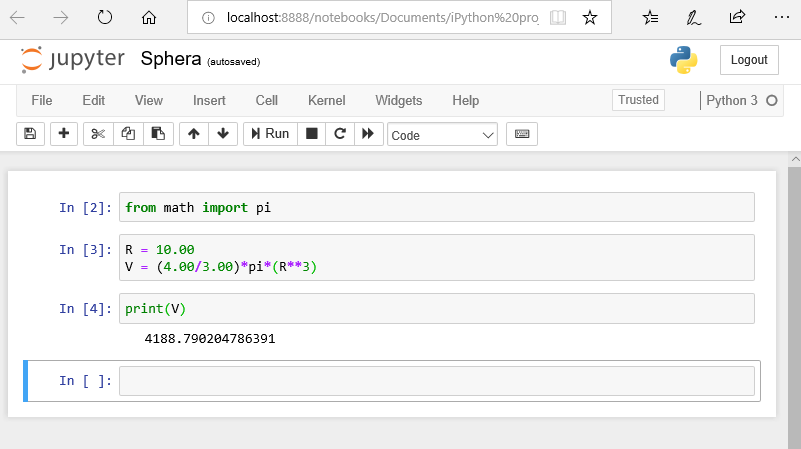 localhost:8888/notebooks/Documents/iPython%20pro
jupyter Sphera (autosaved) Logout
File Edit View Insert Cell Kernel Widgets Help Trusted Python 3
Run Code
In [2]: from math import pi
In [3]: R = 10.00
V = (4.00/3.00)*pi*(R**3)
In [4]: print(V)
4188.790204786391
In [ ]: